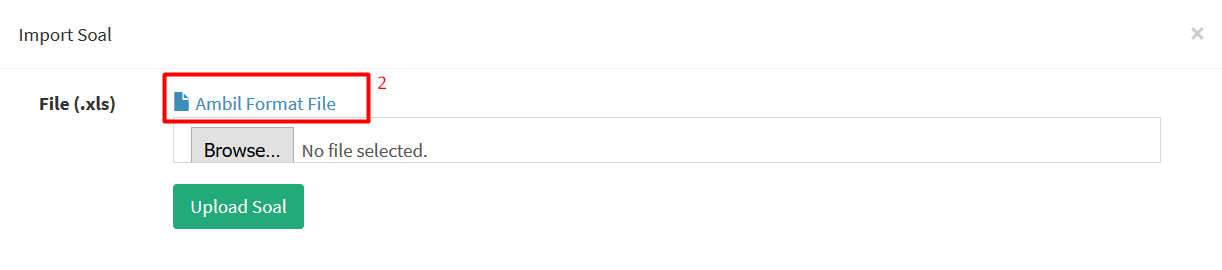 Import Soal
×
2
File (.xls) Ambil Format File
Browse... No file selected.
Upload Soal